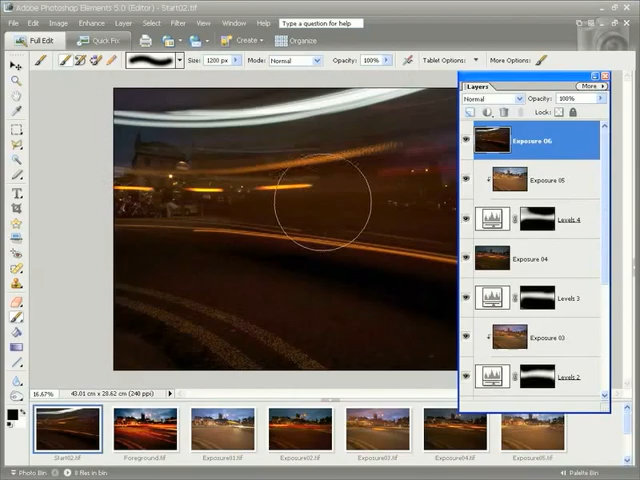 Adobe Photoshop Elements 5.0 (Editor) - Start02.tif
File Edit Image Enhance Layer Select Filter View Window Help Type a question for help
Full Edit Quick Fix Create Organize
Size: 1200 px Mode: Normal Opacity: 100% Tablet Options: More Options:
Layers More
Normal Opacity: 100%
Lock:
Exposure 06
Exposure 05
Levels 4
Exposure 04
Levels 3
Exposure 03
Levels 2
16.67% 43.01 cm x 28.62 cm (240 ppi)
Start02.tif Foreground.tif Exposure01.tif Exposure02.tif Exposure03.tif Exposure04.tif Exposure05.tif
Photo Bin 8 files in bin Palette Bin